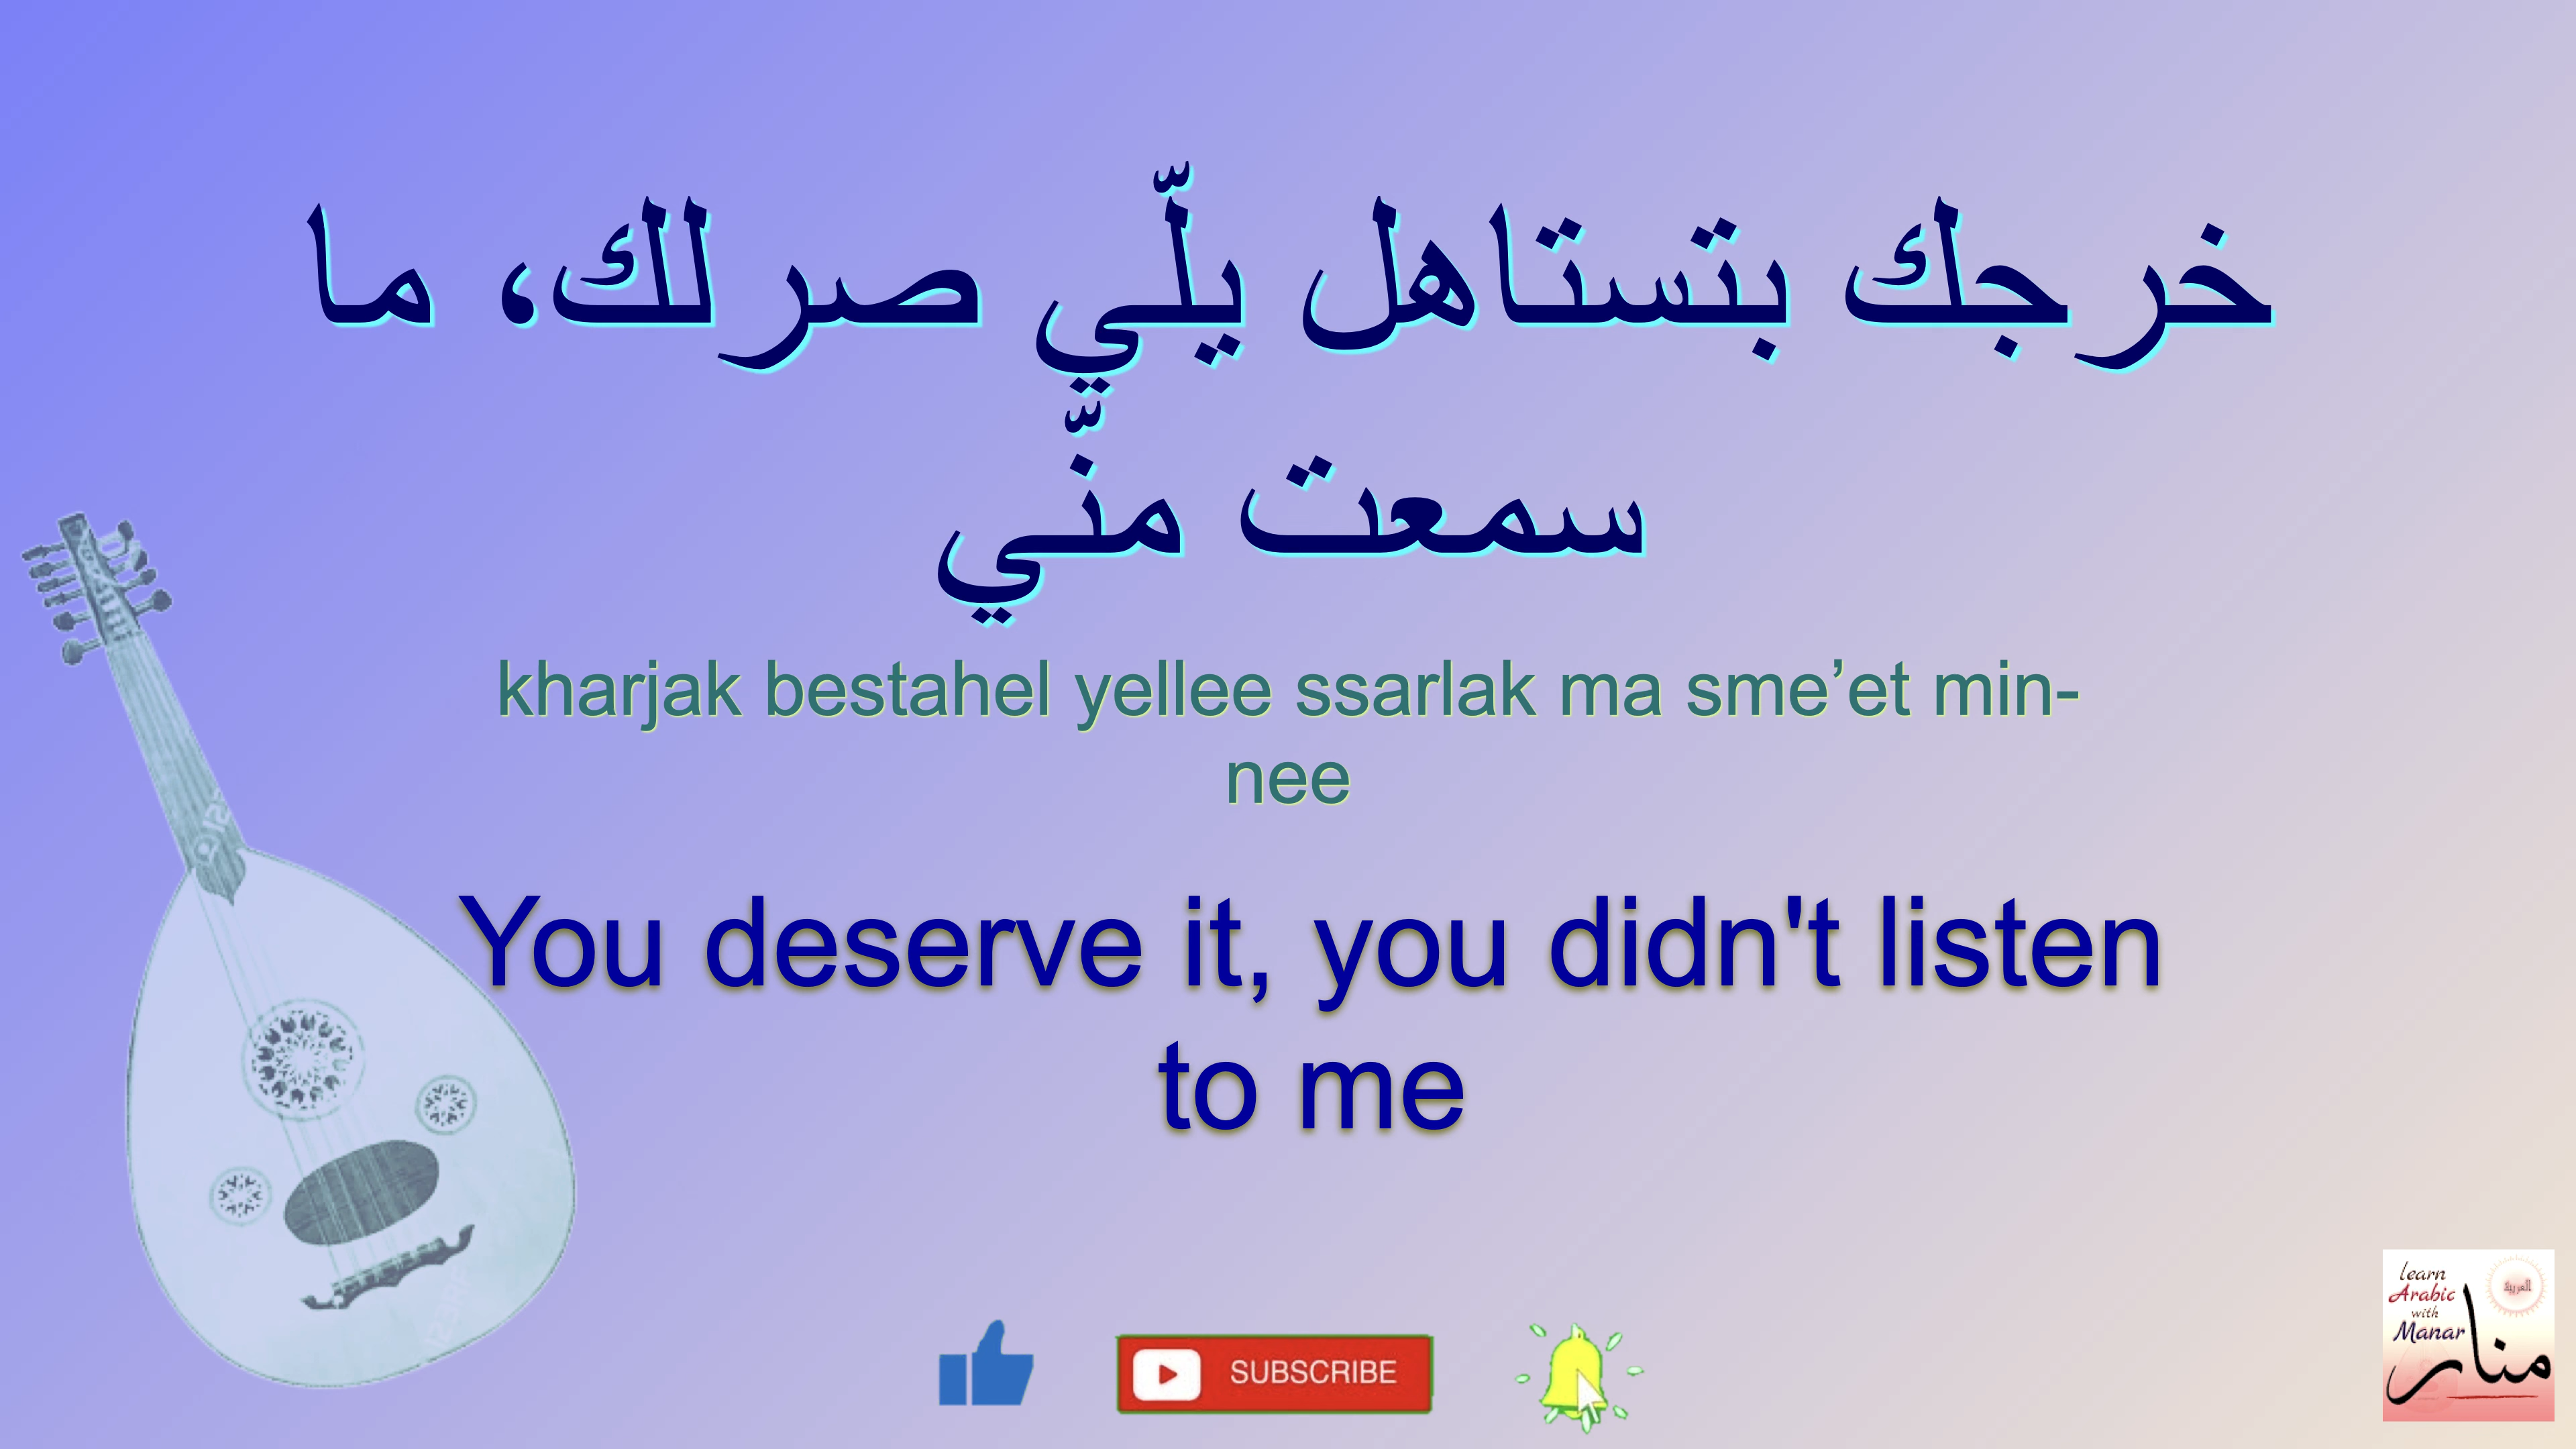 خرجك بتستاهل يلّي صرلك، ما
سمعت منّي
kharjak bestahel yellee ssarlak ma sme’et min-
nee
You deserve it, you didn't listen
to me
SUBSCRIBE
learn
Arabic
with
Manar
العربية
منار